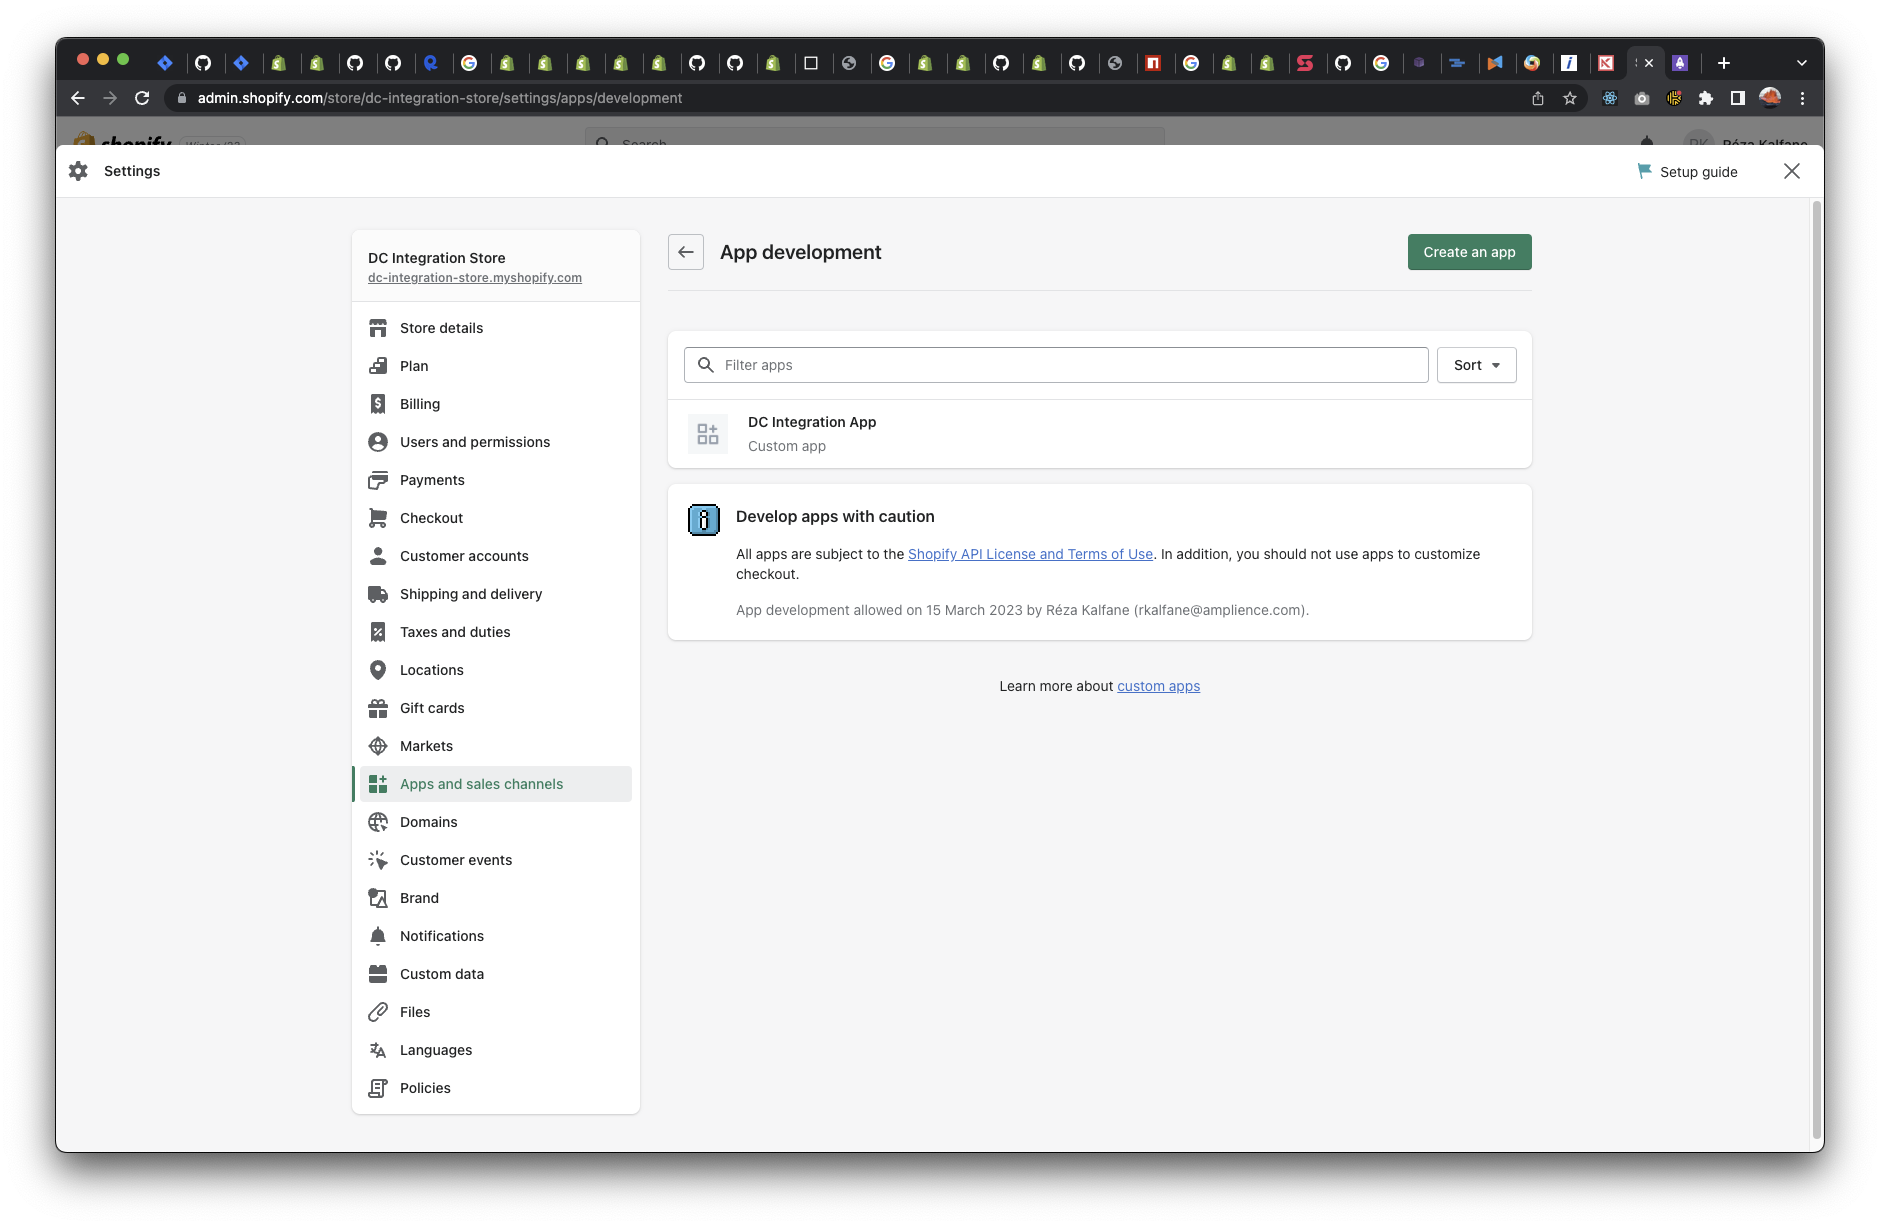 admin.shopify.com/store/dc-integration-store/settings/apps/development
shopify
Search
RK Réza Kalfane
Settings
Setup guide
DC Integration Store
dc-integration-store.myshopify.com
Store details
Plan
Billing
Users and permissions
Payments
Checkout
Customer accounts
Shipping and delivery
Taxes and duties
Locations
Gift cards
Markets
Apps and sales channels
Domains
Customer events
Brand
Notifications
Custom data
Files
Languages
Policies
App development
Create an app
Filter apps
Sort
DC Integration App
Custom app
Develop apps with caution
All apps are subject to the Shopify API License and Terms of Use. In addition, you should not use apps to customize
checkout.
App development allowed on 15 March 2023 by Réza Kalfane (rkalfane@amplience.com).
Learn more about custom apps